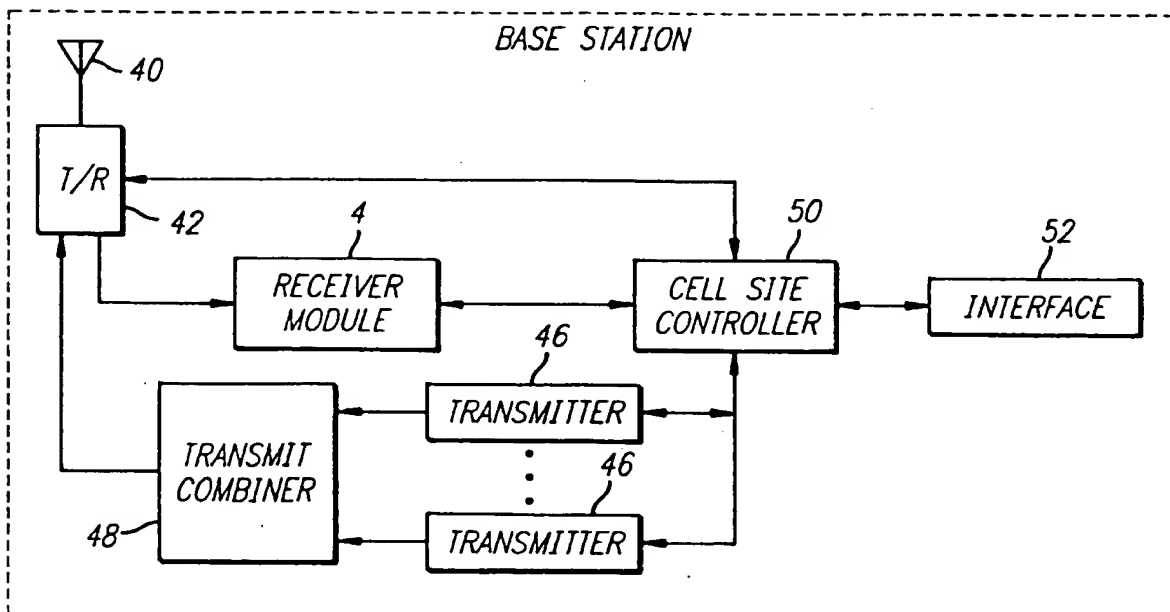 BASE STATION
40
T/R
42
4
RECEIVER
MODULE
50
CELL SITE
CONTROLLER
52
INTERFACE
46
TRANSMITTER
46
TRANSMITTER
TRANSMIT
COMBINER
48